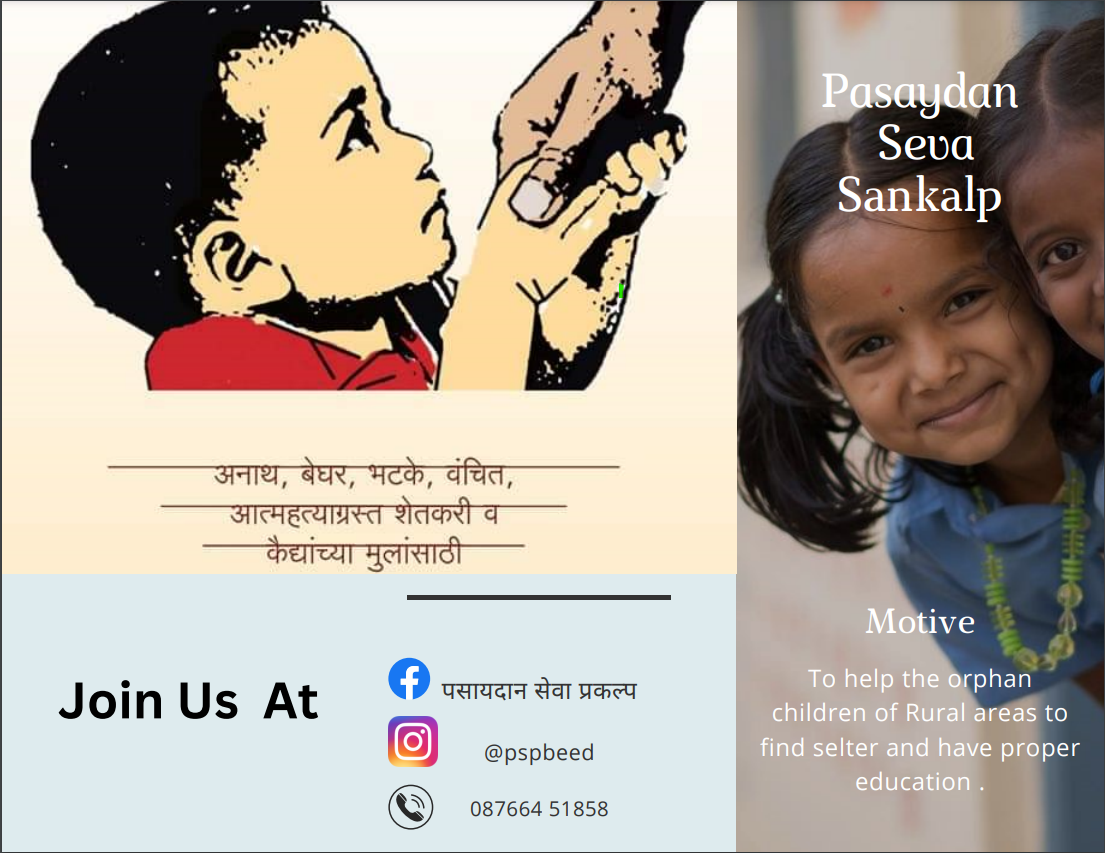 अनाथ, बेघर, भटके, वंचित,
आत्महत्याग्रस्त शेतकरी व
कैद्यांच्या मुलांसाठी
Join Us At
पसायदान सेवा प्रकल्प
@pspbeed
087664 51858
Pasaydan
Seva
Sankalp
Motive
To help the orphan
children of Rural areas to
find selter and have proper
education .